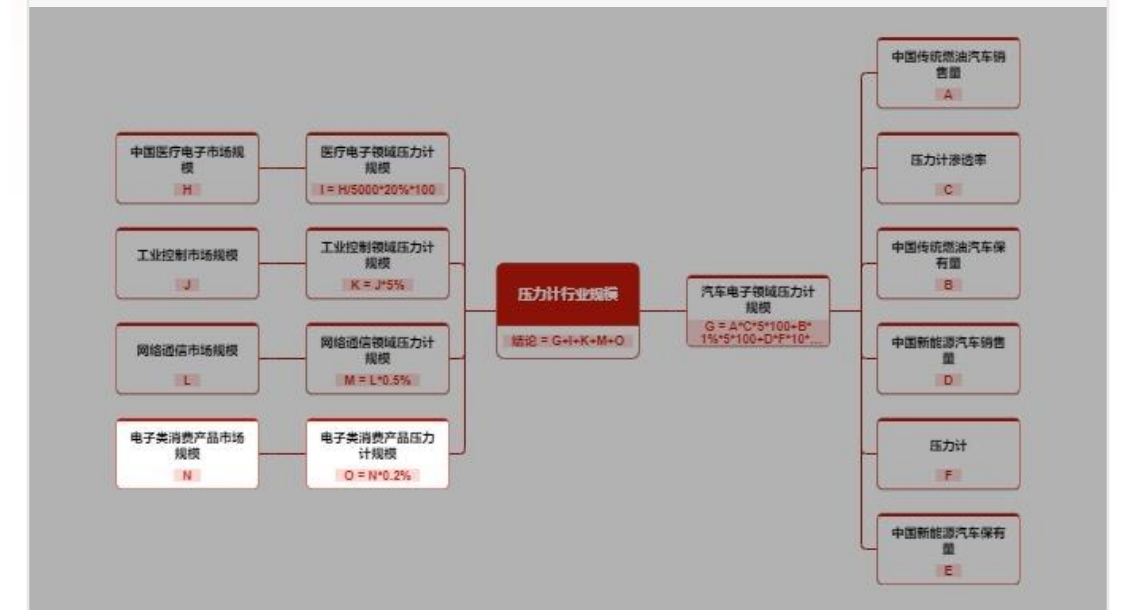 中国医疗电子市场规
模
H
医疗电子领域压力计
规模
I = H/5000*20%*100
工业控制市场规模
J
工业控制领域压力计
规模
K = J*5%
网络通信市场规模
L
网络通信领域压力计
规模
M = L*0.5%
电子类消费产品市场
规模
N
电子类消费产品压力
计规模
O = N*0.2%
压力计行业规模
结论 = G+I+K+M+O
汽车电子领域压力计
规模
G = A*C*5*100+B*
1%*5*100+D*F*10*...
中国传统燃油汽车销
售量
A
压力计渗透率
C
中国传统燃油汽车保
有量
B
中国新能源汽车销售
量
D
压力计
F
中国新能源汽车保有
量
E